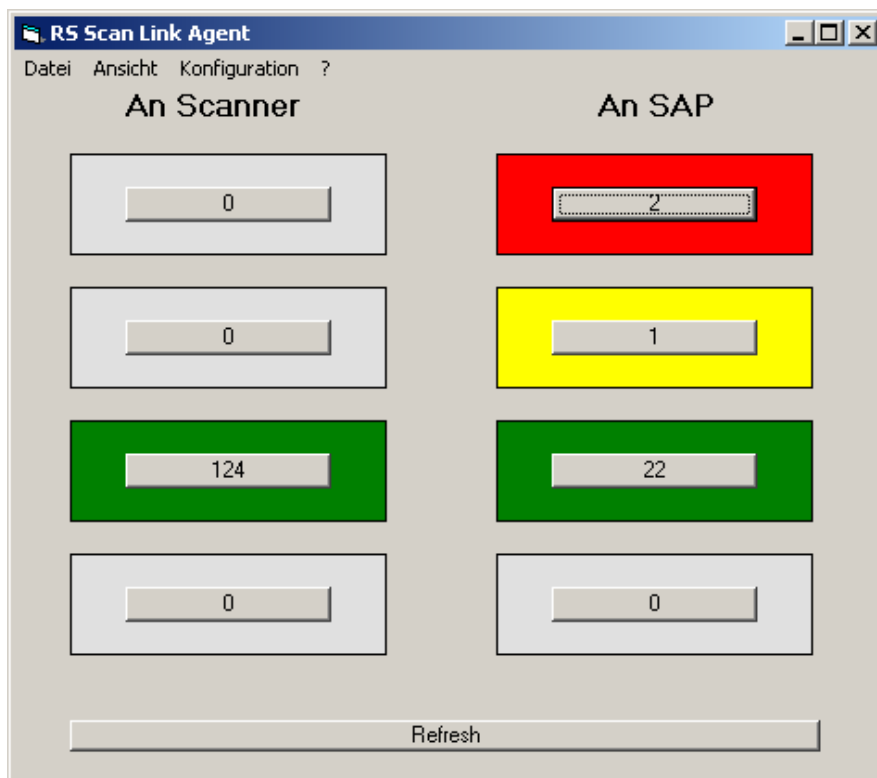 RS Scan Link Agent
Datei Ansicht Konfiguration ?
An Scanner An SAP
0 2
0 1
124 22
0 0
Refresh